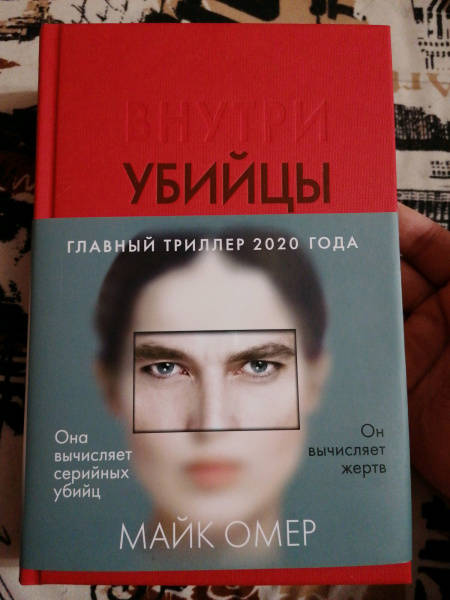 ВНУТРИ
УБИЙЦЫ
ГЛАВНЫЙ ТРИЛЛЕР 2020 ГОДА
Она
вычисляет
серийных
убийц
Он
вычисляет
жертв
МАЙК ОМЕР